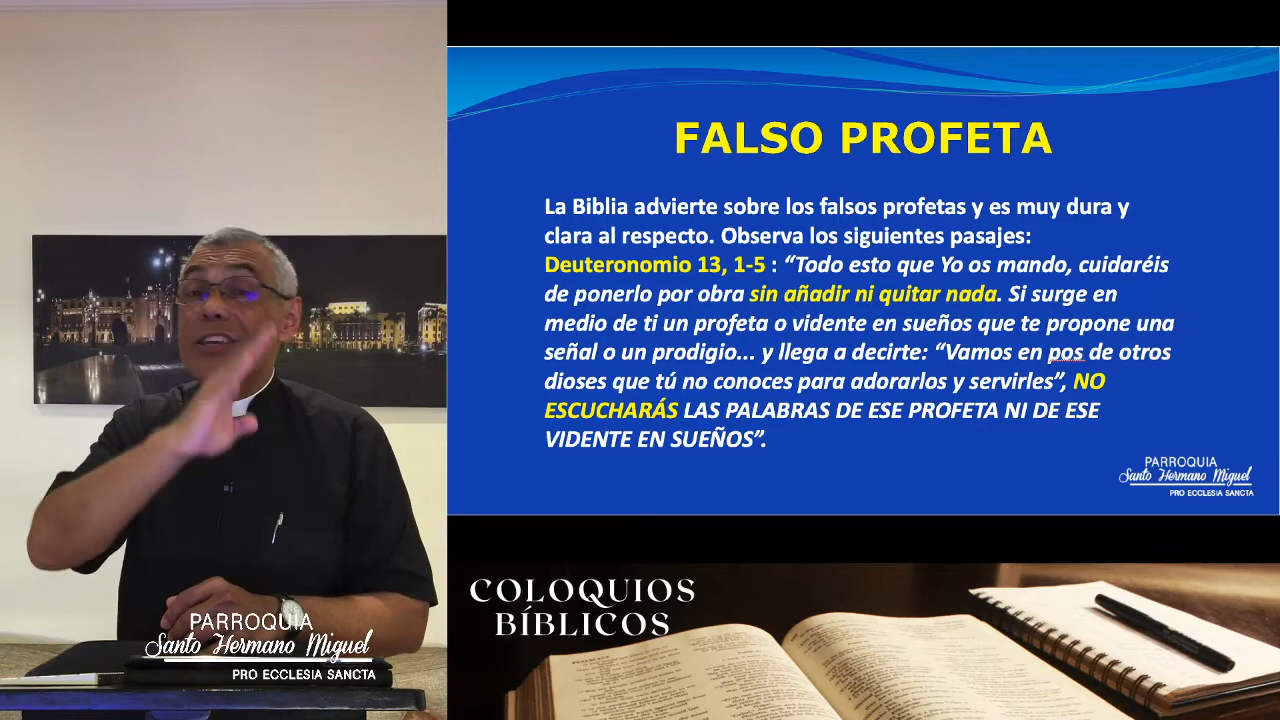 FALSO PROFETA
La Biblia advierte sobre los falsos profetas y es muy dura y
clara al respecto. Observa los siguientes pasajes:
Deuteronomio 13, 1-5 : “Todo esto que Yo os mando, cuidaréis
de ponerlo por obra sin añadir ni quitar nada. Si surge en
medio de ti un profeta o vidente en sueños que te propone una
señal o un prodigio... y llega a decirte: “Vamos en pos de otros
dioses que tú no conoces para adorarlos y servirles”, NO
ESCUCHARÁS LAS PALABRAS DE ESE PROFETA NI DE ESE
VIDENTE EN SUEÑOS”.
PARROQUIA
Santo Hermano Miguel
PRO ECCLESIA SANCTA
COLOQUIOS
BÍBLICOS
PARROQUIA
Santo Hermano Miguel
PRO ECCLESIA SANCTA